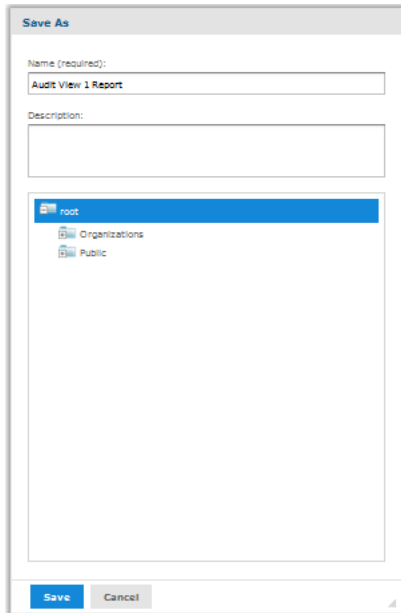 Save As
Name (required):
Audit View 1 Report
Description:
root
Organizations
Public
Save Cancel